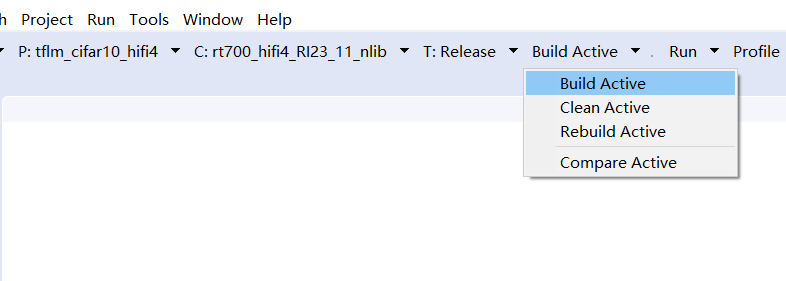 h Project Run Tools Window Help
P: tflm_cifar10_hifi4 C: rt700_hifi4_RI23_11_nlib T: Release Build Active . Run Profile
Build Active
Clean Active
Rebuild Active
Compare Active